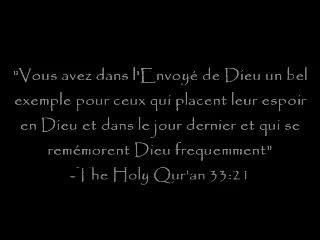 "Vous avez dans l'Envoyé de Dieu un bel
exemple pour ceux qui placent leur espoir
en Dieu et dans le jour dernier et qui se
remémorent Dieu frequemment"
-The Holy Qur'an 33:21